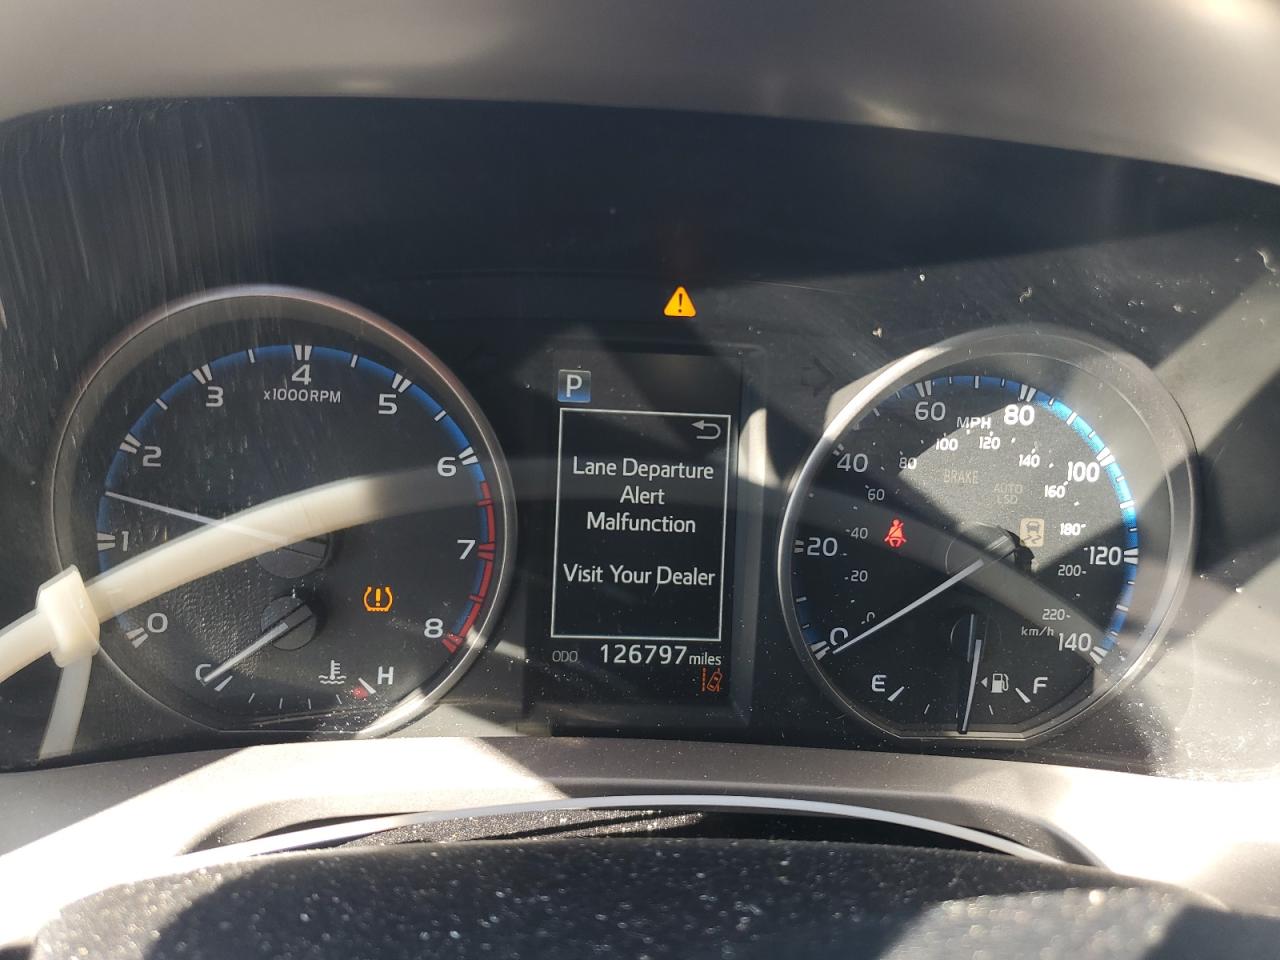 4
3
x1000RPM
5
2
6
1
7
0
8
C
H
P
Lane Departure
Alert
Malfunction
Visit Your Dealer
ODO 126797 miles
60
MPH
80
40
100
120
80
140
100
60
BRAKE
AUTO
LSD
160
40
180
20
120
20
200
0
220
0
km/h
140
E
F